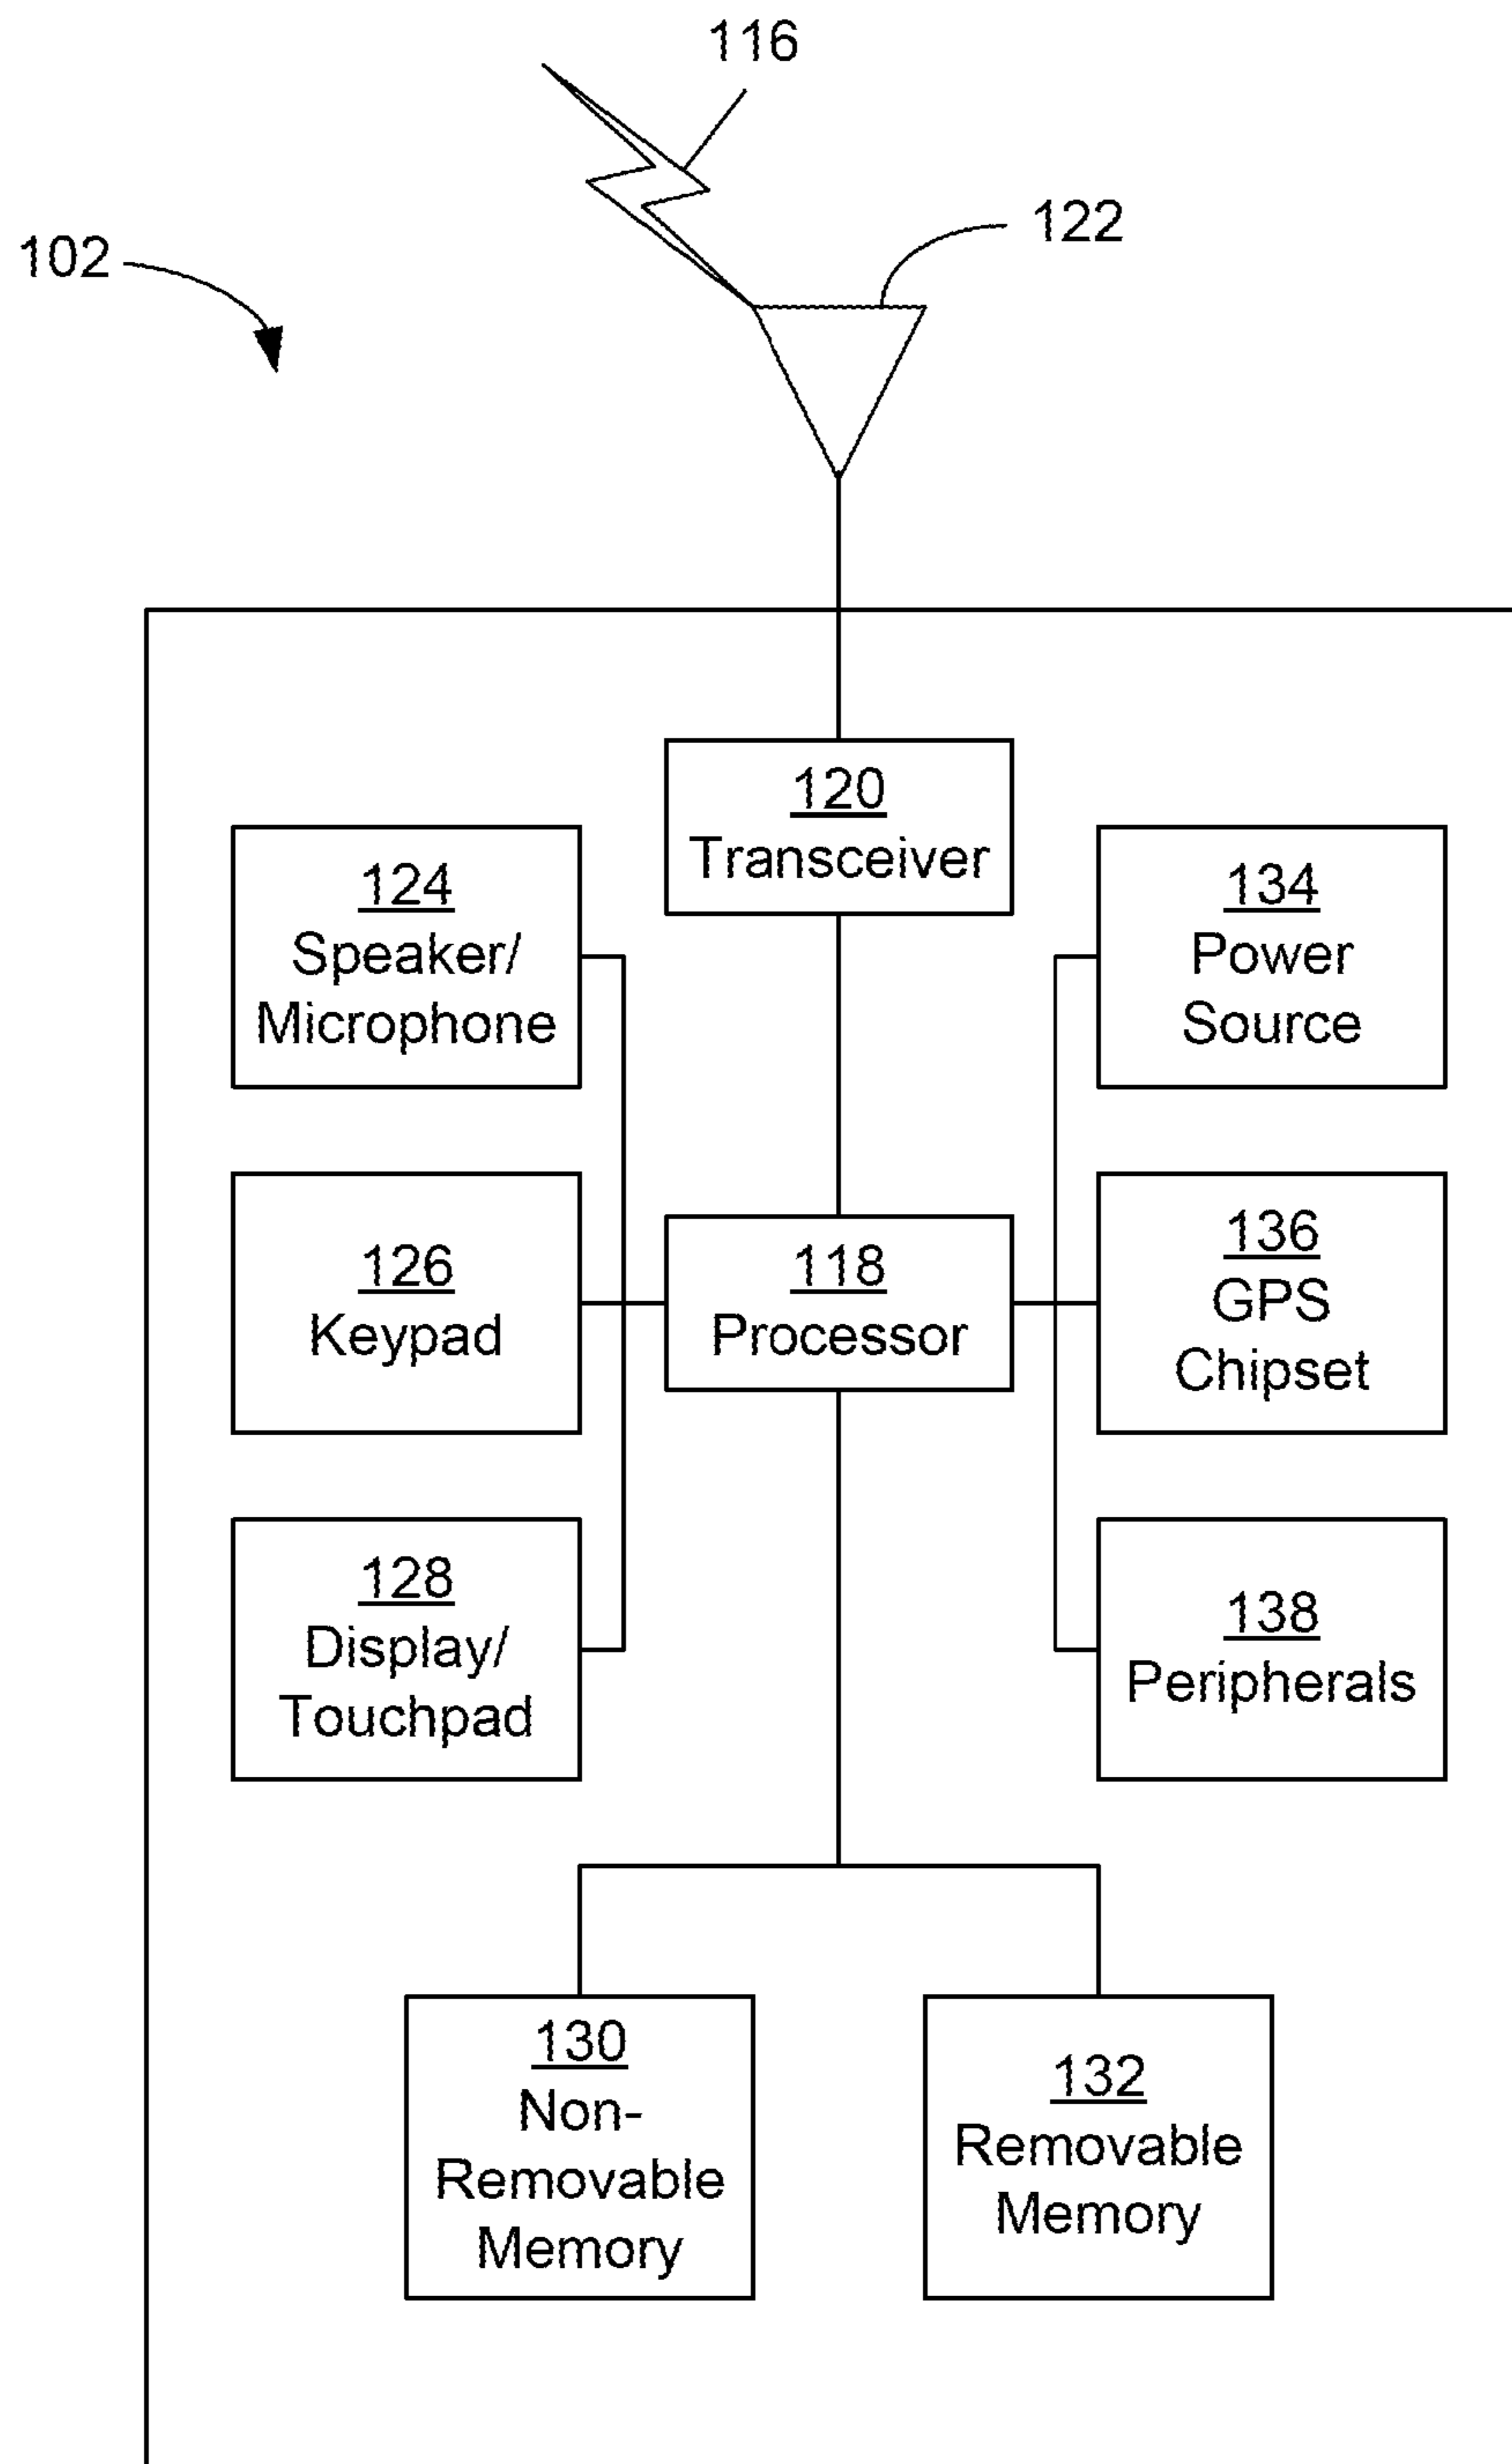 116
122
102
120
Transceiver
124
Speaker/
Microphone
134
Power
Source
126
Keypad
118
Processor
136
GPS
Chipset
128
Display/
Touchpad
138
Peripherals
130
Non-
Removable
Memory
132
Removable
Memory